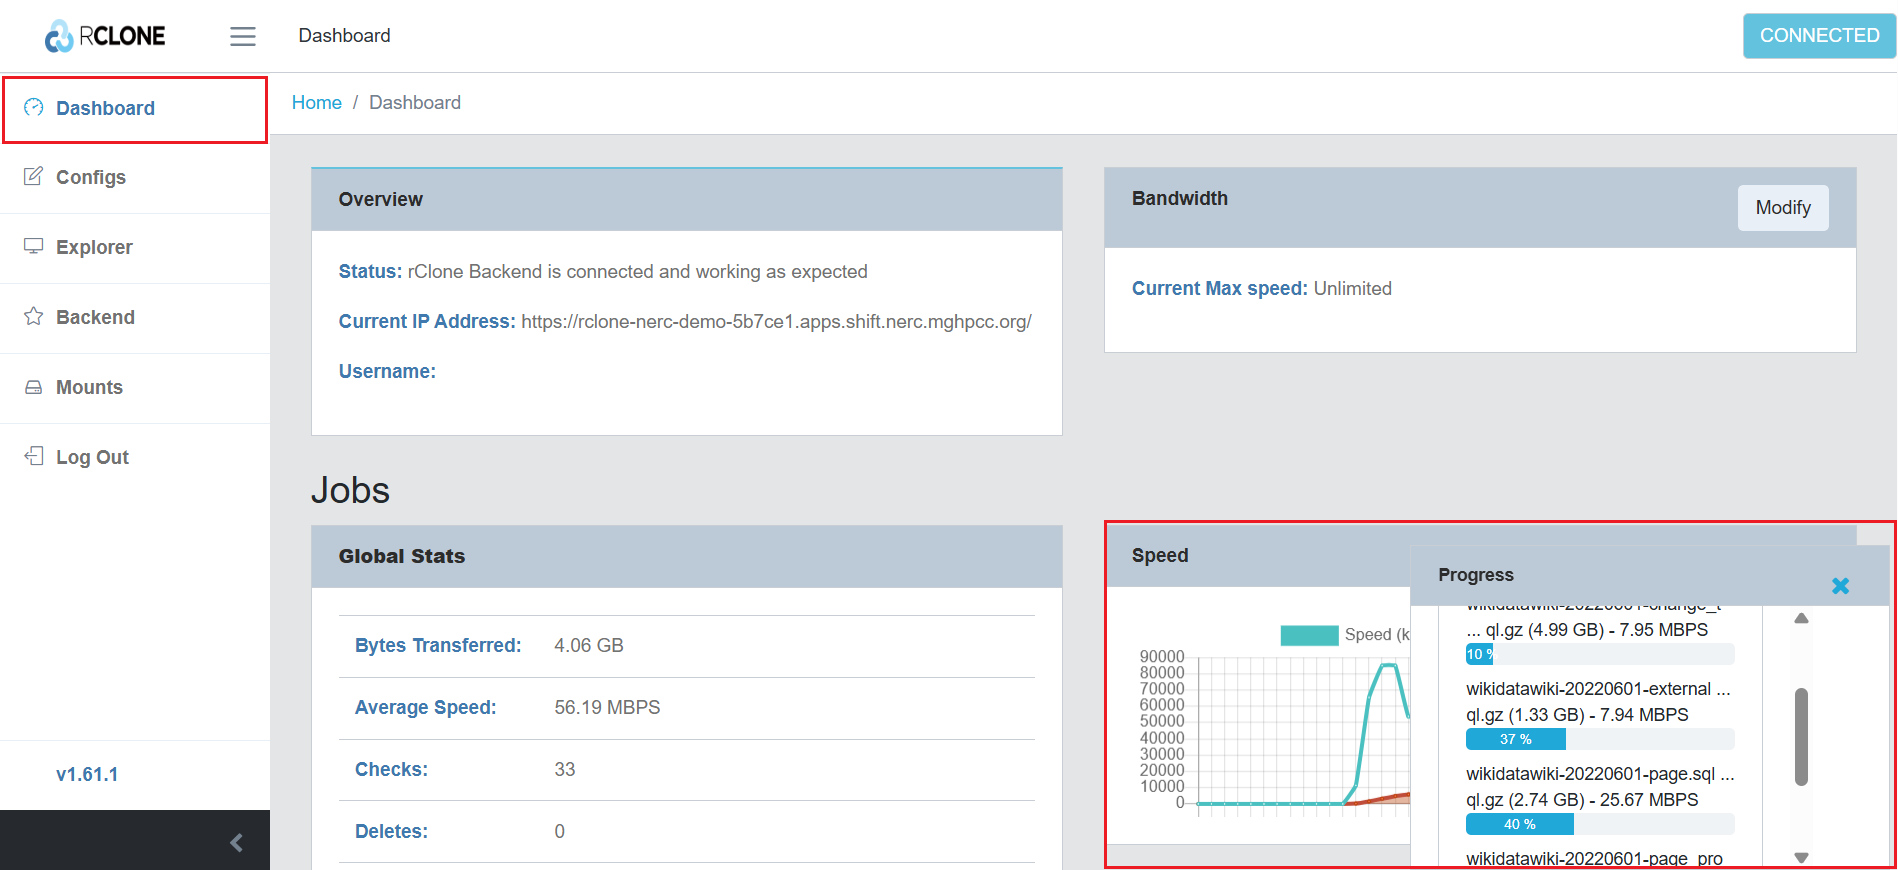 RCLONE
Dashboard
CONNECTED
Dashboard
Configs
Explorer
Backend
Mounts
Log Out
v1.61.1
Home / Dashboard
Overview
Status: rClone Backend is connected and working as expected
Current IP Address: https://rclone-nerc-demo-5b7ce1.apps.shift.nerc.mghpcc.org/
Username:
Bandwidth
Modify
Current Max speed: Unlimited
Jobs
Global Stats
Bytes Transferred: 4.06 GB
Average Speed: 56.19 MBPS
Checks: 33
Deletes: 0
Speed
Speed (k
90000
80000
70000
60000
50000
40000
30000
20000
10000
0
Progress
wikidatawiki-20220601-change_t
... ql.gz (4.99 GB) - 7.95 MBPS
10 %
wikidatawiki-20220601-external ...
ql.gz (1.33 GB) - 7.94 MBPS
37 %
wikidatawiki-20220601-page.sql ...
ql.gz (2.74 GB) - 25.67 MBPS
40 %
wikidatawiki-20220601-page_pro